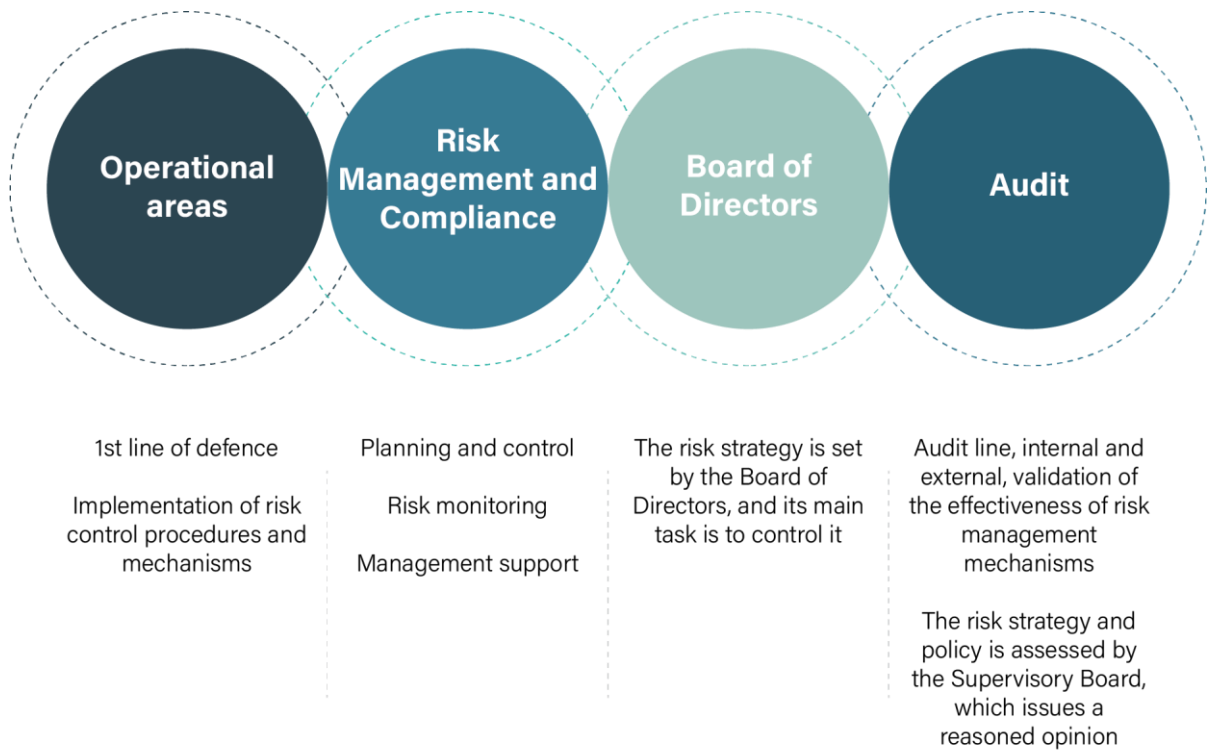 Operational
areas
Risk
Management and
Compliance
Board of
Directors
Audit
1st line of defence
Implementation of risk
control procedures and
mechanisms
Planning and control
Risk monitoring
Management support
The risk strategy is set
by the Board of
Directors, and its main
task is to control it
Audit line, internal and
external, validation of
the effectiveness of risk
management
mechanisms
The risk strategy and
policy is assessed by
the Supervisory Board,
which issues a
reasoned opinion